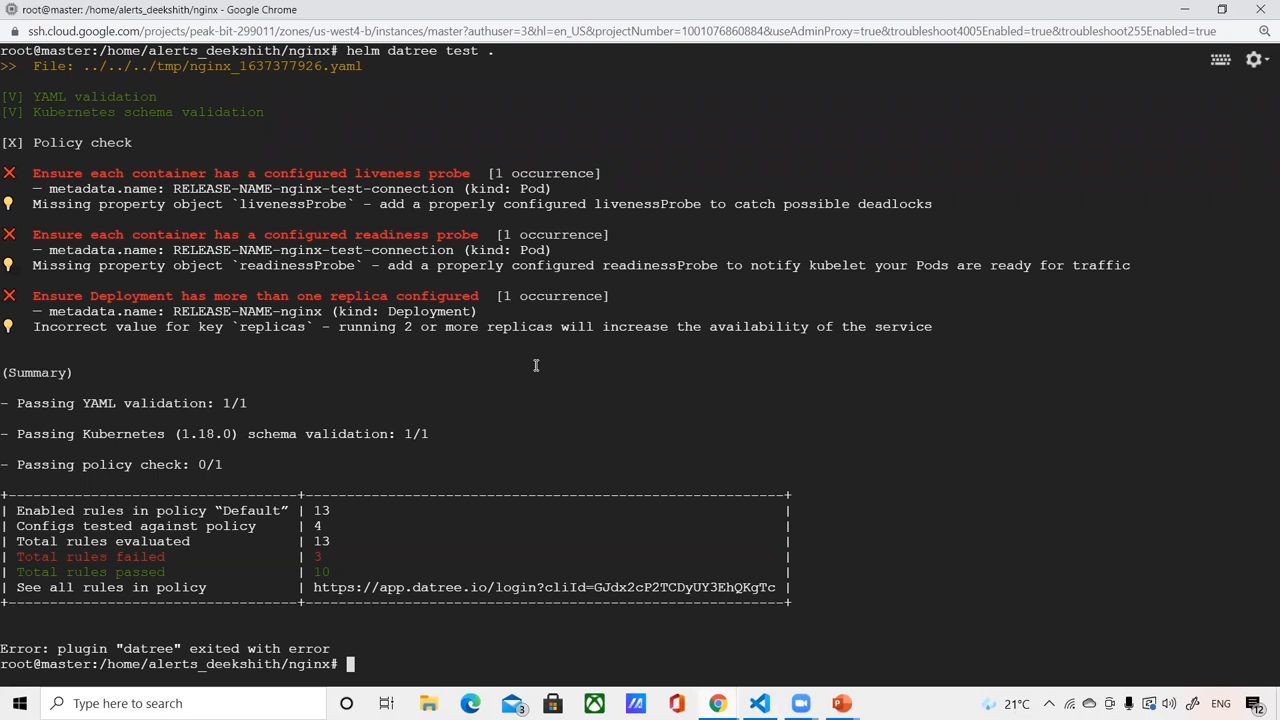 root@master: /home/alerts_deekshith/nginx - Google Chrome
ssh.cloud.google.com/projects/peak-bit-299011/zones/us-west4-b/instances/master?authuser=3&hl=en_US&projectNumber=100107680884&useAdminProxy=true&troubleshoot4005Enabled=true&troubleshoot255Enabled=true
root@master:/home/alerts_deekshith/nginx# helm datree test .
>>  File: ../../../tmp/nginx_1637377926.yaml
[V] YAML validation
[V] Kubernetes schema validation
[X] Policy check
❌  Ensure each container has a configured liveness probe  [1 occurrence]
— metadata.name: RELEASE-NAME-nginx-test-connection (kind: Pod)
💡  Missing property object `livenessProbe` - add a properly configured livenessProbe to catch possible deadlocks
❌  Ensure each container has a configured readiness probe  [1 occurrence]
— metadata.name: RELEASE-NAME-nginx-test-connection (kind: Pod)
💡  Missing property object `readinessProbe` - add a properly configured readinessProbe to notify kubelet your Pods are ready for traffic
❌  Ensure Deployment has more than one replica configured  [1 occurrence]
— metadata.name: RELEASE-NAME-nginx (kind: Deployment)
💡  Incorrect value for key `replicas` - running 2 or more replicas will increase the availability of the service
(Summary)
- Passing YAML validation: 1/1
- Passing Kubernetes (1.18.0) schema validation: 1/1
- Passing policy check: 0/1
+-----------------------------------+----------------------------------------------------------+
| Enabled rules in policy “Default” | 13 |
| Configs tested against policy | 4 |
| Total rules evaluated | 13 |
| Total rules failed | 3 |
| Total rules passed | 10 |
| See all rules in policy | https://app.datree.io/login?cliId=GJdx2cP2TCDyUY3EhQKgTc |
+-----------------------------------+----------------------------------------------------------+
Error: plugin "datree" exited with error
root@master:/home/alerts_deekshith/nginx#
Type here to search
3
21°C
ENG
12